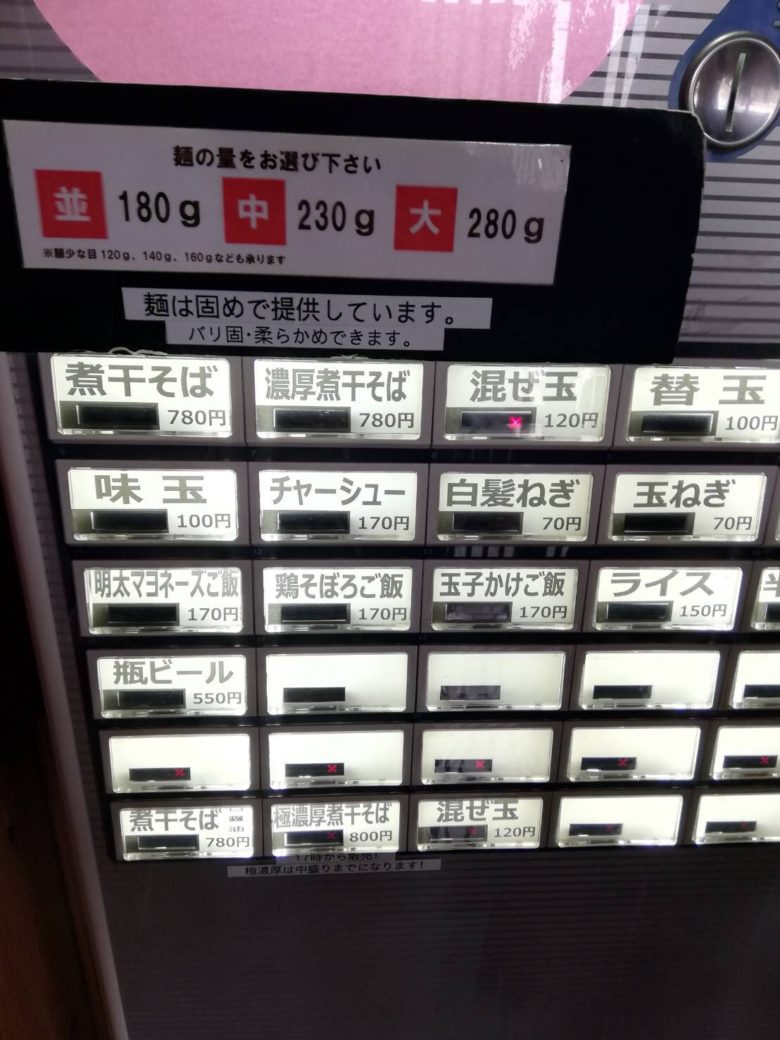 麺の量をお選び下さい
並 180g 中 230g 大 280g
※麺少な目120g、140g、160gなども承ります
麺は固めで提供しています。
バリ固・柔らかめできます。
煮干そば 780円
濃厚煮干そば 780円
混ぜ玉 120円
替玉 100円
味玉 100円
チャーシュー 170円
白髪ねぎ 70円
玉ねぎ 70円
明太マヨネーズご飯 170円
鶏そぼろご飯 170円
玉子かけご飯 170円
ライス 150円
半
瓶ビール 550円
煮干そば 醤油 780円
極濃厚煮干そば 800円
混ぜ玉 120円
17時から販売!
極濃厚は中盛りまでになります!